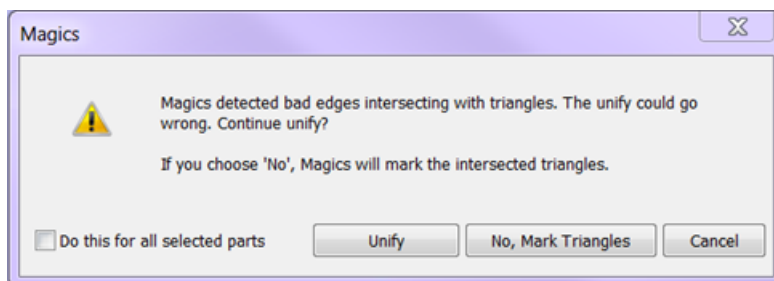 Magics
Magics detected bad edges intersecting with triangles. The unify could go
wrong. Continue unify?
If you choose 'No', Magics will mark the intersected triangles.
Do this for all selected parts
Unify
No, Mark Triangles
Cancel